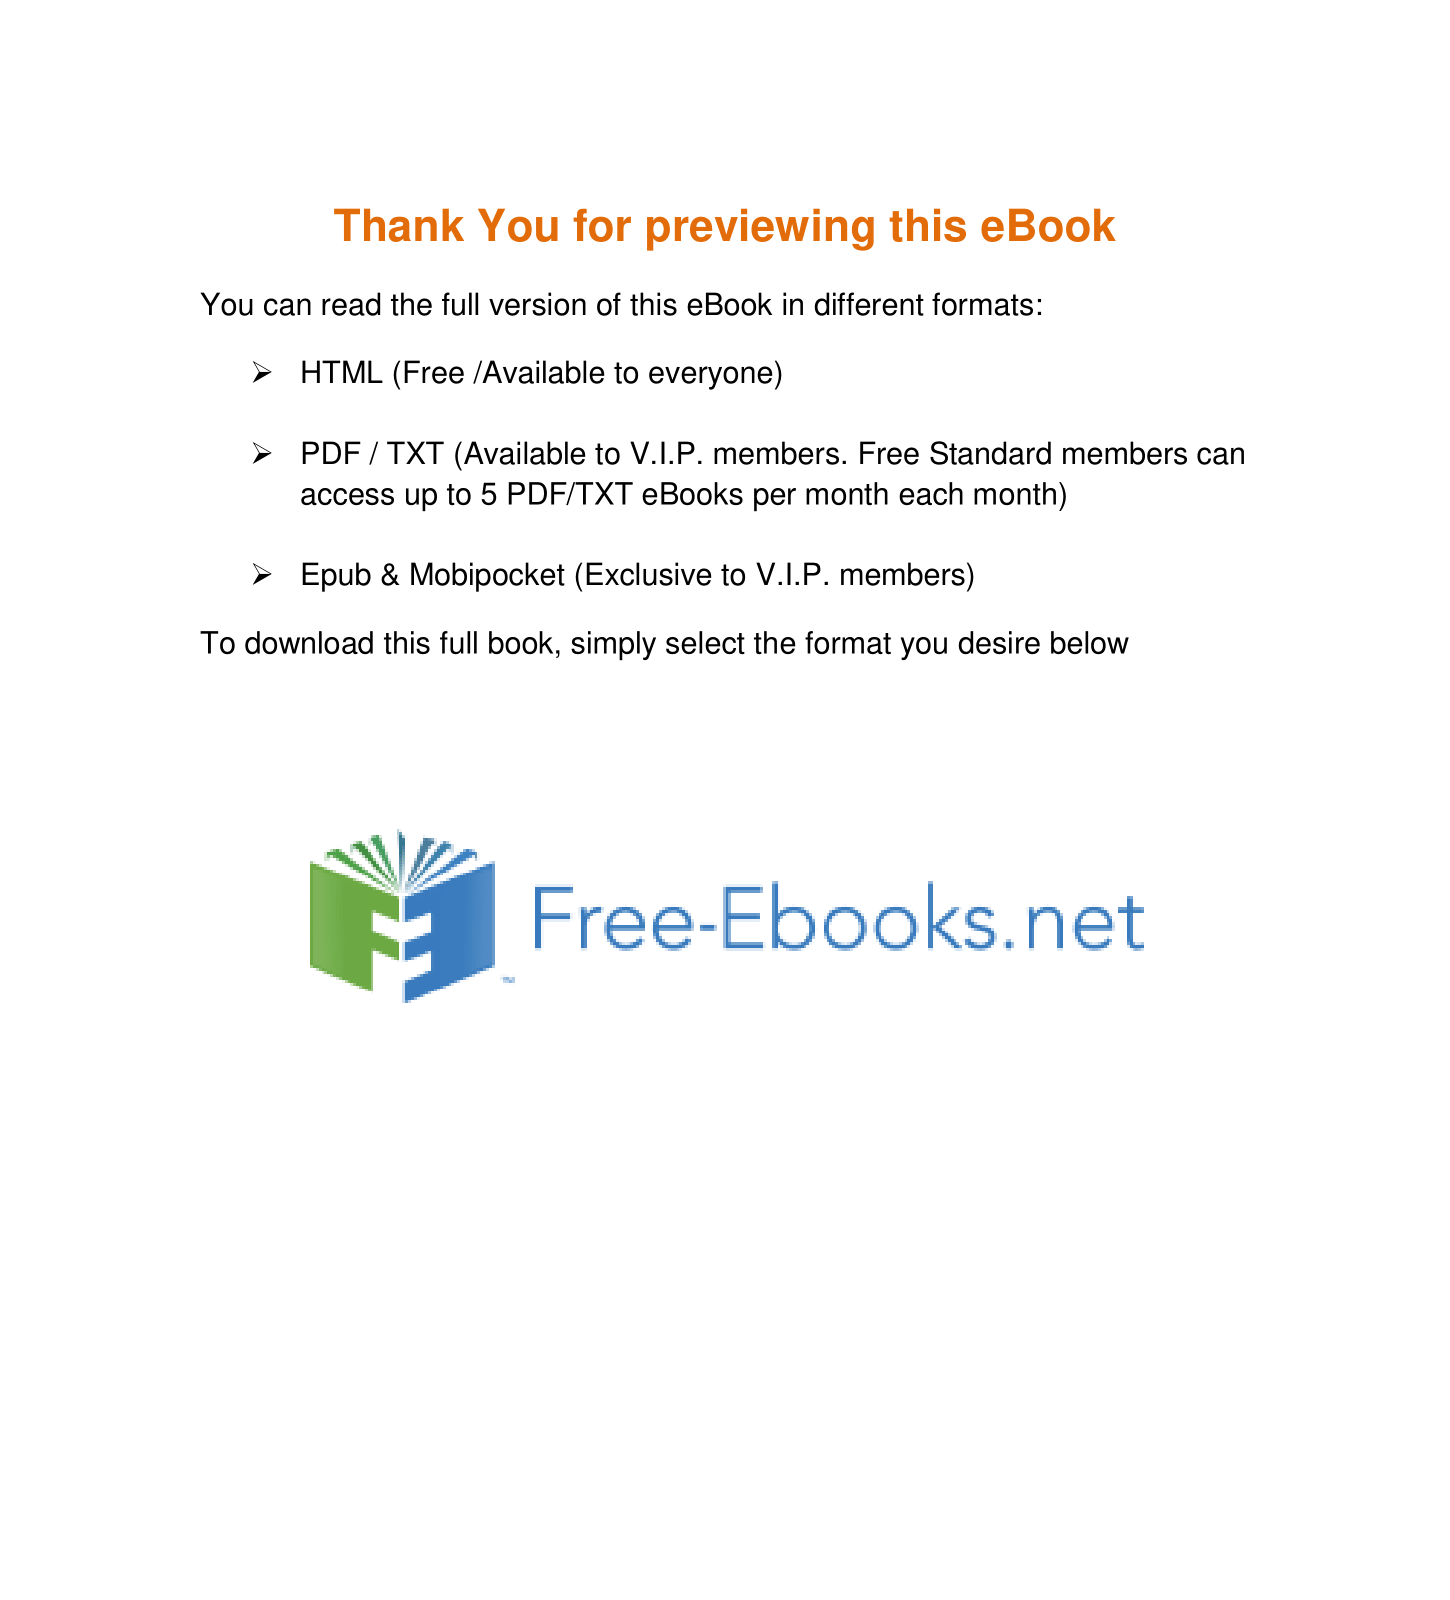 Thank You for previewing this eBook
You can read the full version of this eBook in different formats:
➢ HTML (Free /Available to everyone)
➢ PDF / TXT (Available to V.I.P. members. Free Standard members can
access up to 5 PDF/TXT eBooks per month each month)
➢ Epub & Mobipocket (Exclusive to V.I.P. members)
To download this full book, simply select the format you desire below
Free-Ebooks.net
™